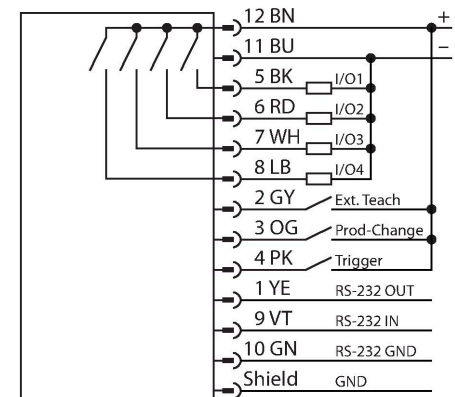 12 BN +
11 BU −
5 BK I/O1
6 RD I/O2
7 WH I/O3
8 LB I/O4
2 GY Ext. Teach
3 OG Prod-Change
4 PK Trigger
1 YE RS-232 OUT
9 VT RS-232 IN
10 GN RS-232 GND
Shield GND